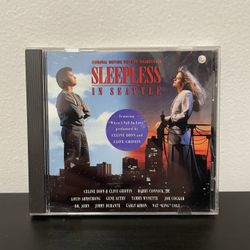 ORIGINAL MOTION PICTURE SOUNDTRACK
SLEEPLESS
IN SEATTLE
Featuring
"When I Fall In Love"
performed by
CELINE DION and
CLIVE GRIFFIN
CELINE DION & CLIVE GRIFFIN HARRY CONNICK, JR.
LOUIS ARMSTRONG GENE AUTRY TAMMY WYNETTE JOE COCKER
DR. JOHN JIMMY DURANTE CARLY SIMON NAT "KING" COLE